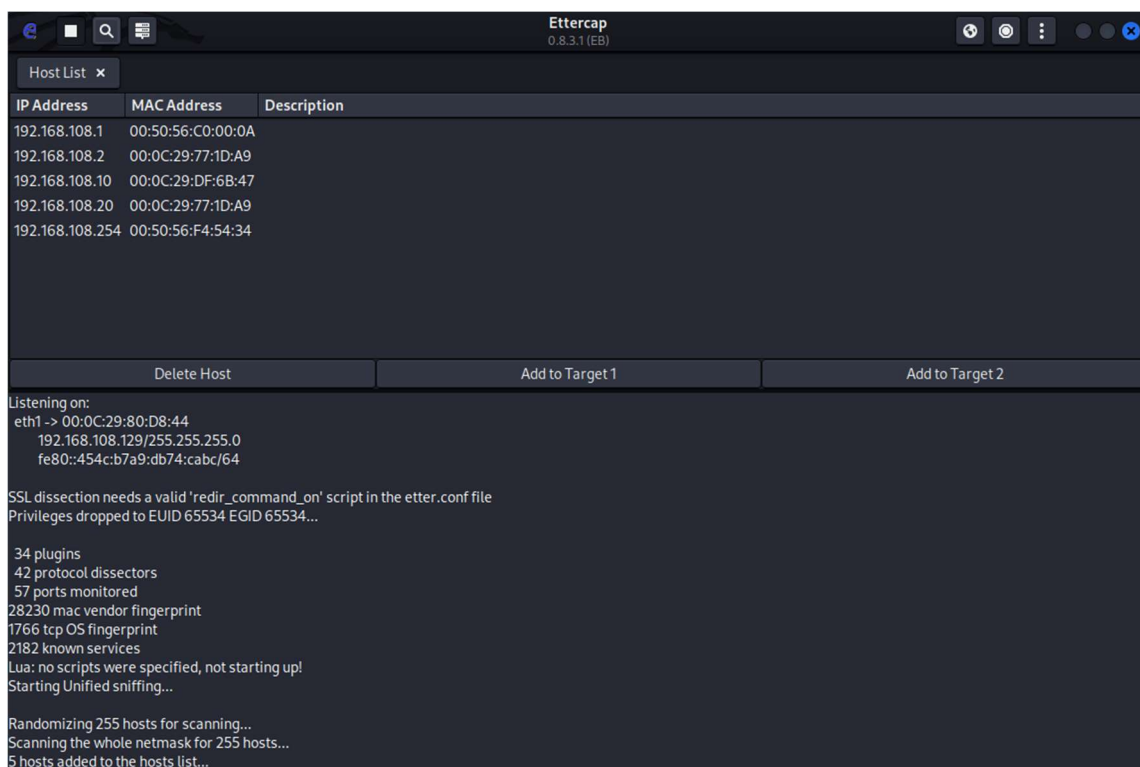 Ettercap
0.8.3.1 (EB)
Host List ×
IP Address MAC Address Description
192.168.108.1 00:50:56:C0:00:0A
192.168.108.2 00:0C:29:77:1D:A9
192.168.108.10 00:0C:29:DF:6B:47
192.168.108.20 00:0C:29:77:1D:A9
192.168.108.254 00:50:56:F4:54:34
Delete Host Add to Target 1 Add to Target 2
Listening on:
eth1 -> 00:0C:29:80:D8:44
192.168.108.129/255.255.255.0
fe80::454c:b7a9:db74:cabc/64
SSL dissection needs a valid 'redir_command_on' script in the etter.conf file
Privileges dropped to EUID 65534 EGID 65534...
34 plugins
42 protocol dissectors
57 ports monitored
28230 mac vendor fingerprint
1766 tcp OS fingerprint
2182 known services
Lua: no scripts were specified, not starting up!
Starting Unified sniffing...
Randomizing 255 hosts for scanning...
Scanning the whole netmask for 255 hosts...
5 hosts added to the hosts list...